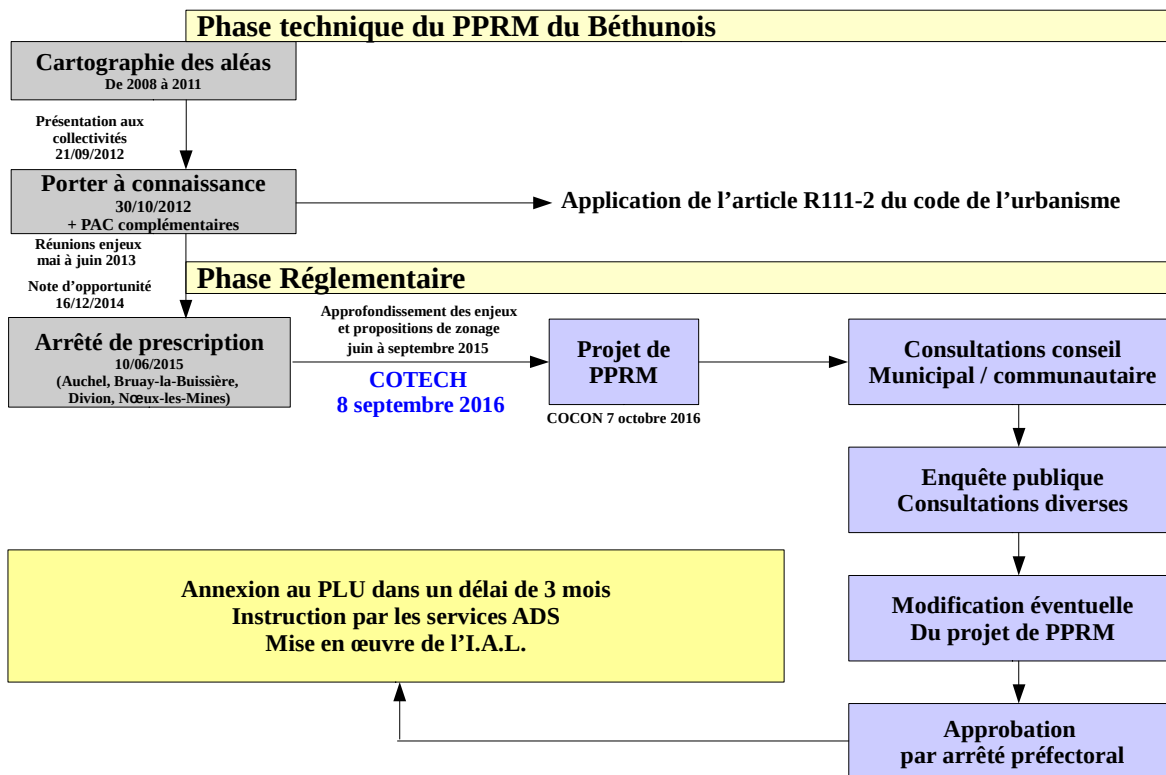 Phase technique du PPRM du Béthunois
Cartographie des aléas
De 2008 à 2011
Présentation aux
collectivités
21/09/2012
Porter à connaissance
30/10/2012
+ PAC complémentaires
Application de l’article R111-2 du code de l’urbanisme
Réunions enjeux
mai à juin 2013
Note d’opportunité
16/12/2014
Phase Réglementaire
Arrêté de prescription
10/06/2015
(Auchel, Bruay-la-Buissière,
Divion, Nœux-les-Mines)
Approfondissement des enjeux
et propositions de zonage
juin à septembre 2015
COTECH
8 septembre 2016
Projet de
PPRM
COCON 7 octobre 2016
Consultations conseil
Municipal / communautaire
Enquête publique
Consultations diverses
Modification éventuelle
Du projet de PPRM
Approbation
par arrêté préfectoral
Annexion au PLU dans un délai de 3 mois
Instruction par les services ADS
Mise en œuvre de l’I.A.L.